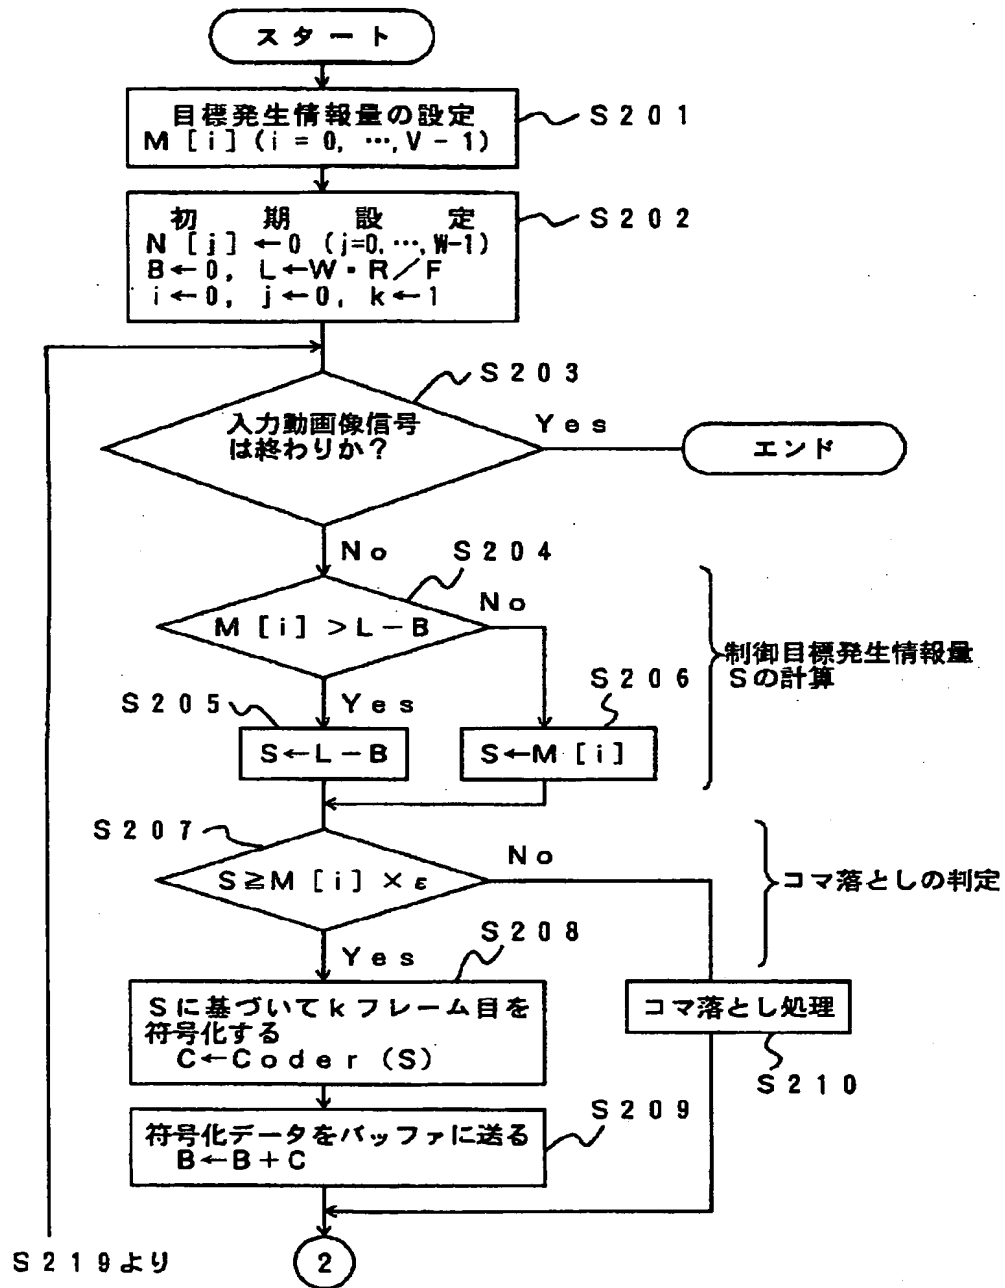 スタート
目標発生情報量の設定
M[i](i=0, …,V-1)
S201
初期設定
N[j]←0 (j=0,…,W-1)
B←0, L←W・R/F
i←0, j←0, k←1
S202
S203
入力動画像信号
は終わりか?
Yes
エンド
No
S204
M[i]>L-B
No
S205
Yes
S206
S←L-B
S←M[i]
制御目標発生情報量
Sの計算
S207
S≧M[i]×ε
No
コマ落としの判定
Yes
S208
Sに基づいてkフレーム目を
符号化する
C←Coder(S)
コマ落とし処理
S210
S209
符号化データをバッファに送る
B←B+C
S219より
2